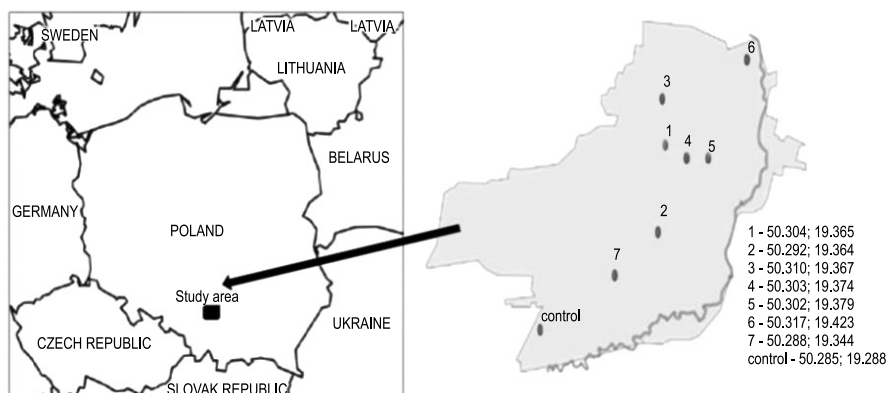 SWEDEN
LATVIA
LATVIA
LITHUANIA
BELARUS
GERMANY
POLAND
Study area
UKRAINE
CZECH REPUBLIC
SLOVAK REPUBLIC
6
3
1
4
5
2
7
control
1 - 50.304; 19.365
2 - 50.292; 19.364
3 - 50.310; 19.367
4 - 50.303; 19.374
5 - 50.302; 19.379
6 - 50.317; 19.423
7 - 50.288; 19.344
control - 50.285; 19.288